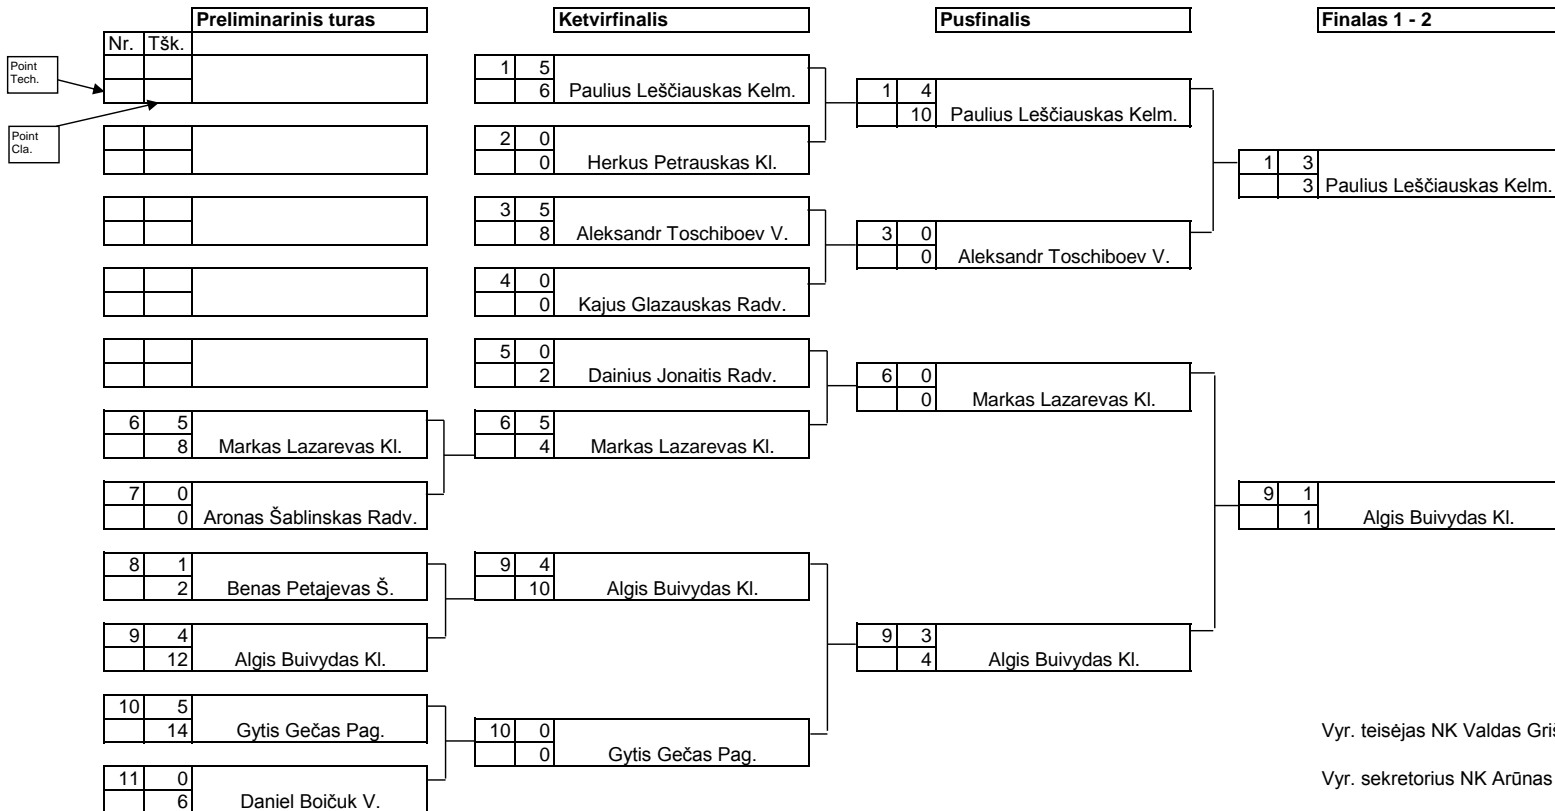 Preliminarinis turas Ketvirfinalis Pusfinalis Finalas 1 - 2
Nr. Tšk.
Point
Tech.
Point
Cla.
1 5
6 Paulius Leščiauskas Kelm.
1 4
10 Paulius Leščiauskas Kelm.
2 0
0 Herkus Petrauskas Kl.
1 3
3 Paulius Leščiauskas Kelm.
3 5
8 Aleksandr Toschiboev V.
3 0
0 Aleksandr Toschiboev V.
4 0
0 Kajus Glazauskas Radv.
5 0
2 Dainius Jonaitis Radv.
6 0
0 Markas Lazarevas Kl.
6 5 6 5
8 Markas Lazarevas Kl. 4 Markas Lazarevas Kl.
7 0 9 1
0 Aronas Šablinskas Radv. 1 Algis Buivydas Kl.
8 1 9 4
2 Benas Petajevas Š. 10 Algis Buivydas Kl.
9 4 9 3
12 Algis Buivydas Kl. 4 Algis Buivydas Kl.
10 5
14 Gytis Gečas Pag. 10 0 Vyr. teisėjas NK Valdas
0 Gytis Gečas Pag.
11 0 Vyr. sekretorius NK Arūnas
6 Daniel Boičuk V.